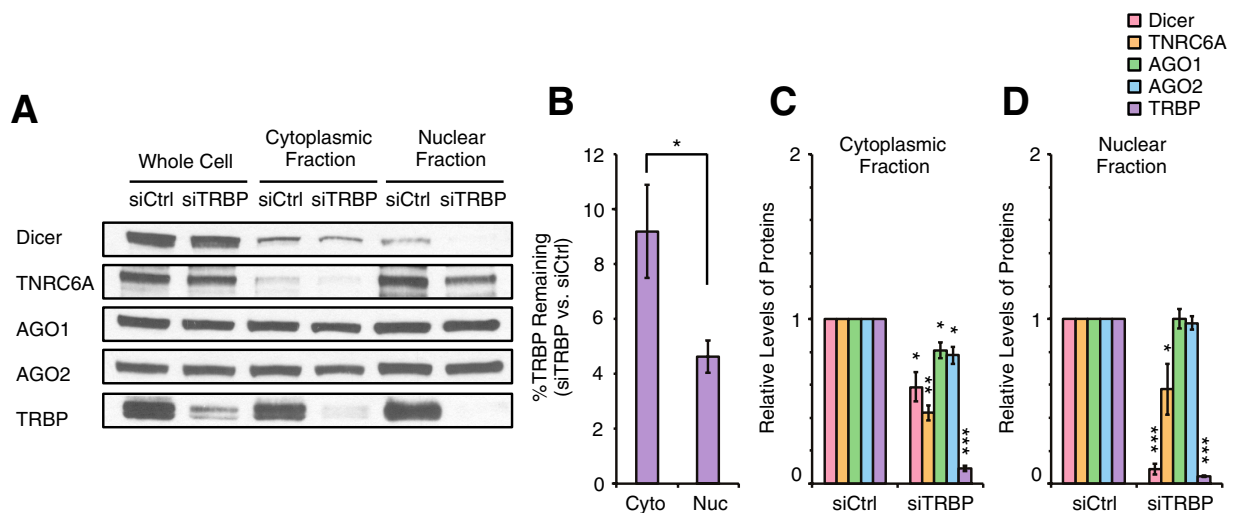 Dicer
TNRC6A
AGO1
AGO2
TRBP
A
Whole Cell
Cytoplasmic
Fraction
Nuclear
Fraction
siCtrl siTRBP siCtrl siTRBP siCtrl siTRBP
Dicer
TNRC6A
AGO1
AGO2
TRBP
B
%TRBP Remaining
(siTRBP vs. siCtrl)
12
10
8
6
4
2
0
*
Cyto Nuc
C
Cytoplasmic
Fraction
Relative Levels of Proteins
2
1
0
*
**
*
*
***
siCtrl siTRBP
D
Nuclear
Fraction
Relative Levels of Proteins
2
1
0
***
*
***
siCtrl siTRBP